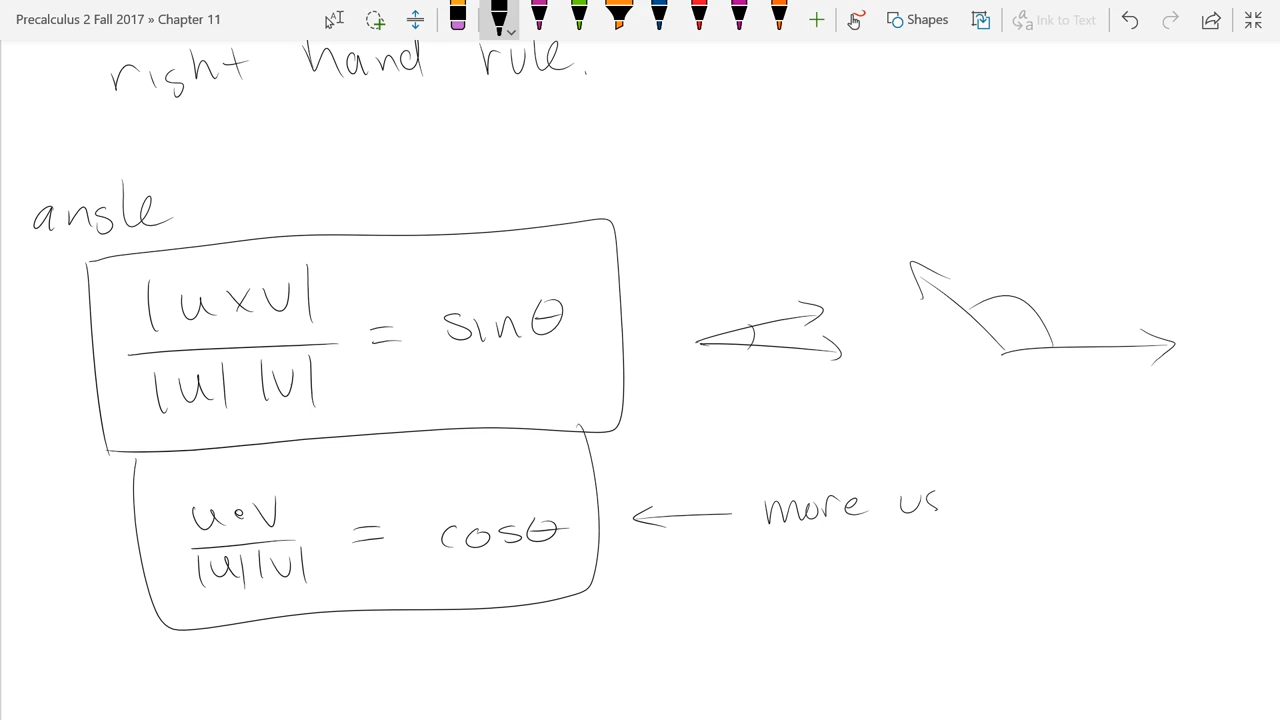 Precalculus 2 Fall 2017 » Chapter 11
Shapes
Ink to Text
right hand rule.
angle
|u×v|
|u| |v|
= sinθ
u•v
|u| |v|
= cosθ
← more us